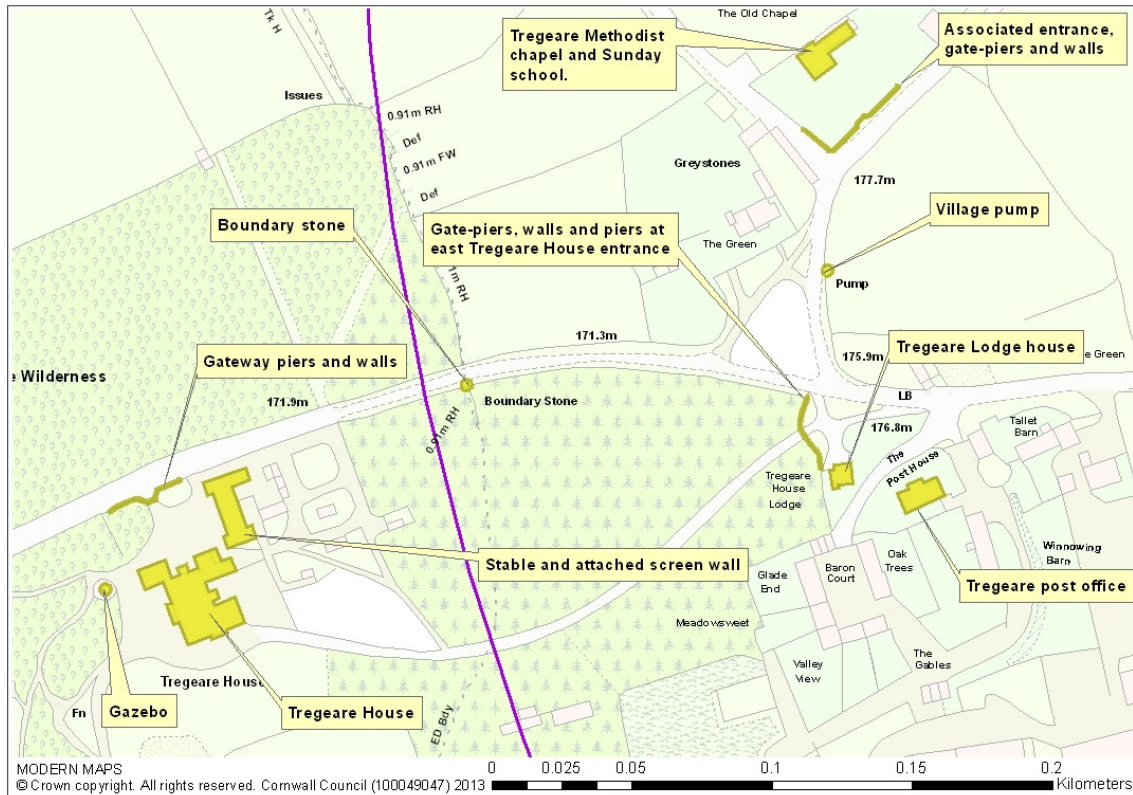 The Old Chapel
Tregeare Methodist
chapel and Sunday
school.
Associated entrance,
gate-piers and walls
Tk H
Issues
0.91m RH
Def
0.91m FW
Def
Greystones
177.7m
Boundary stone
Gate-piers, walls and piers at
east Tregeare House entrance
Village pump
The Green
1m RH
Pump
171.3m
175.9m
Tregeare Lodge house
e Green
Gateway piers and walls
e Wilderness
171.9m
Boundary Stone
LB
0.91m RH
176.8m
Tallet
Barn
The
Post House
Tregeare
House
Lodge
Stable and attached screen wall
Glade
End
Baron
Court
Oak
Trees
Winnowing
Barn
Tregeare post office
Meadowsweet
Valley
View
The
Gables
Tregeare House
Fn
Gazebo
Tregeare House
ED Bdy
MODERN MAPS
© Crown copyright. All rights reserved. Cornwall Council (100049047) 2013
0 0.025 0.05 0.1 0.15 0.2
Kilometers